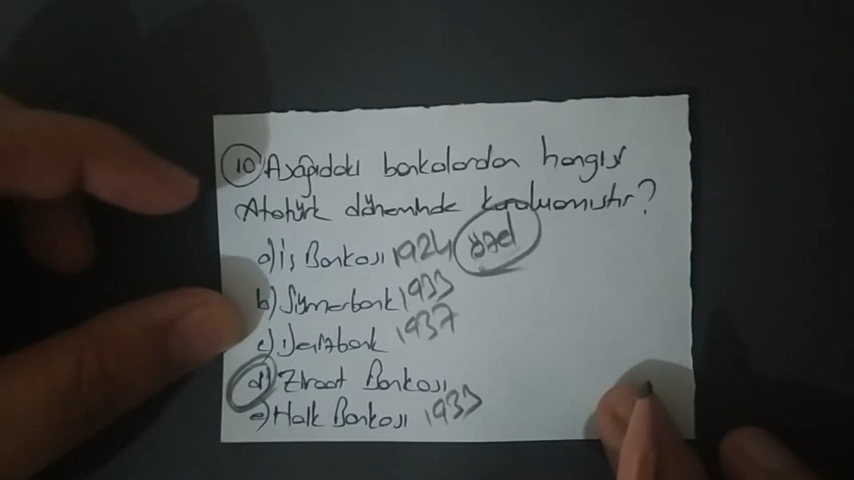 10 Aşağıdaki bankalardan hangisi
Atatürk döneminde kurulmamıştır?
a) İş Bankası 1924 özel
b) Sümerbank 1933
c) Denizbank 1937
d) Ziraat Bankası
e) Halk Bankası 1933